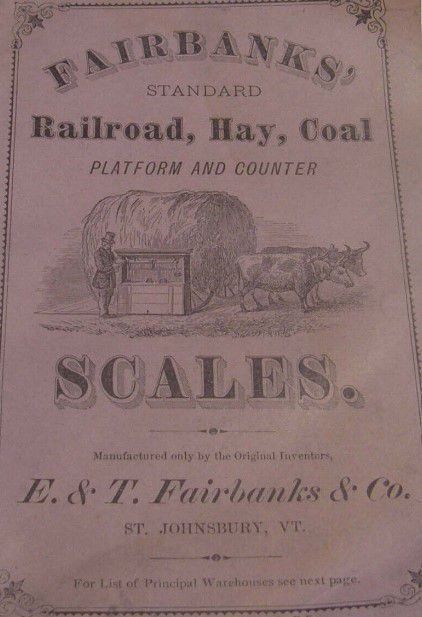 FAIRBANKS'
STANDARD
Railroad, Hay, Coal
PLATFORM AND COUNTER
SCALES.
Manufactured only by the Original Inventors,
E. & T. Fairbanks & Co.
ST. JOHNSBURY, VT.
For List of Principal Warehouses see next page.